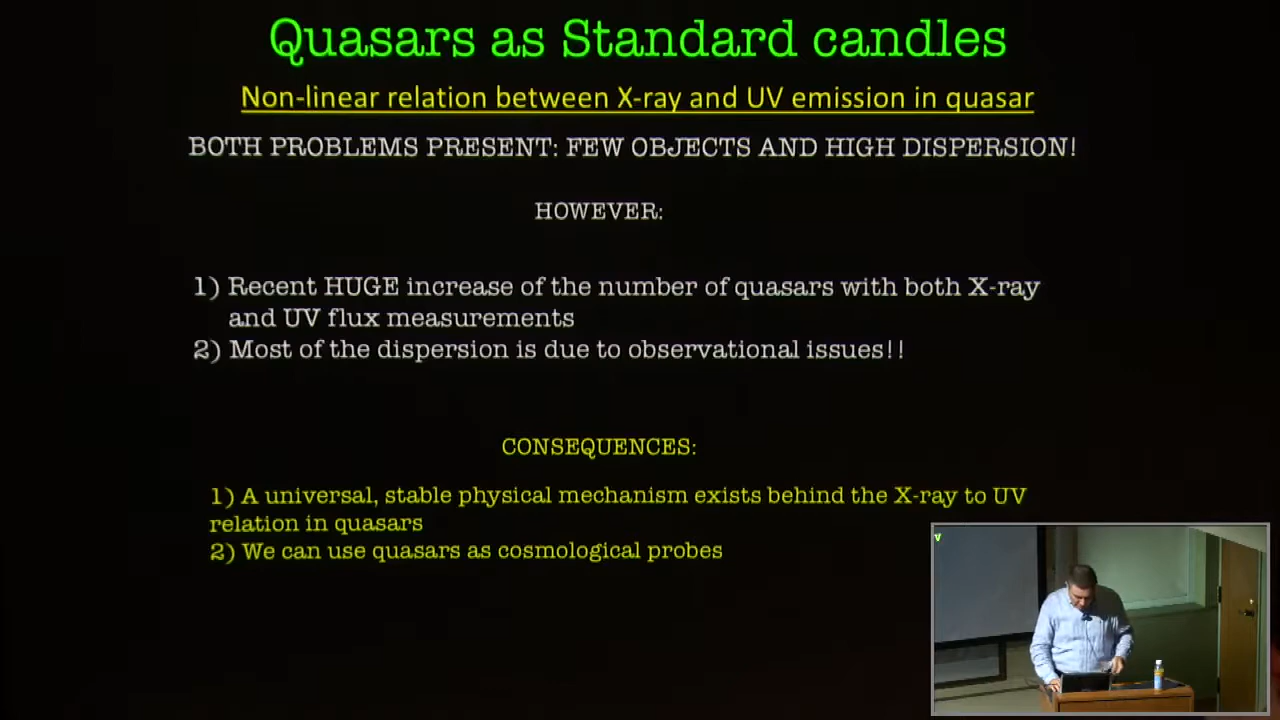 Quasars as Standard candles
Non-linear relation between X-ray and UV emission in quasar
BOTH PROBLEMS PRESENT: FEW OBJECTS AND HIGH DISPERSION!
HOWEVER:
1) Recent HUGE increase of the number of quasars with both X-ray
and UV flux measurements
2) Most of the dispersion is due to observational issues!!
CONSEQUENCES:
1) A universal, stable physical mechanism exists behind the X-ray to UV
relation in quasars
2) We can use quasars as cosmological probes
v